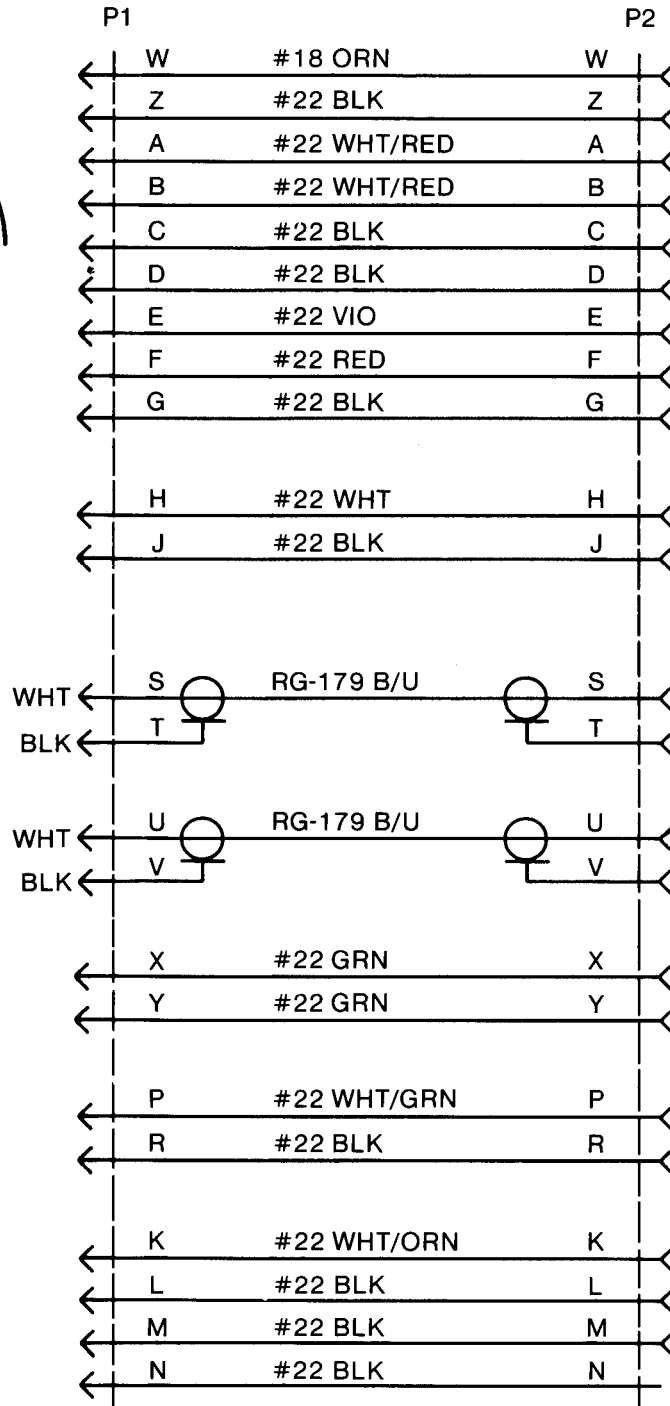 P1 P2
W #18 ORN W
Z #22 BLK Z
A #22 WHT/RED A
B #22 WHT/RED B
C #22 BLK C
D #22 BLK D
E #22 VIO E
F #22 RED F
G #22 BLK G
H #22 WHT H
J #22 BLK J
WHT S RG-179 B/U S
BLK T T
WHT U RG-179 B/U U
BLK V V
X #22 GRN X
Y #22 GRN Y
P #22 WHT/GRN P
R #22 BLK R
K #22 WHT/ORN K
L #22 BLK L
M #22 BLK M
N #22 BLK N